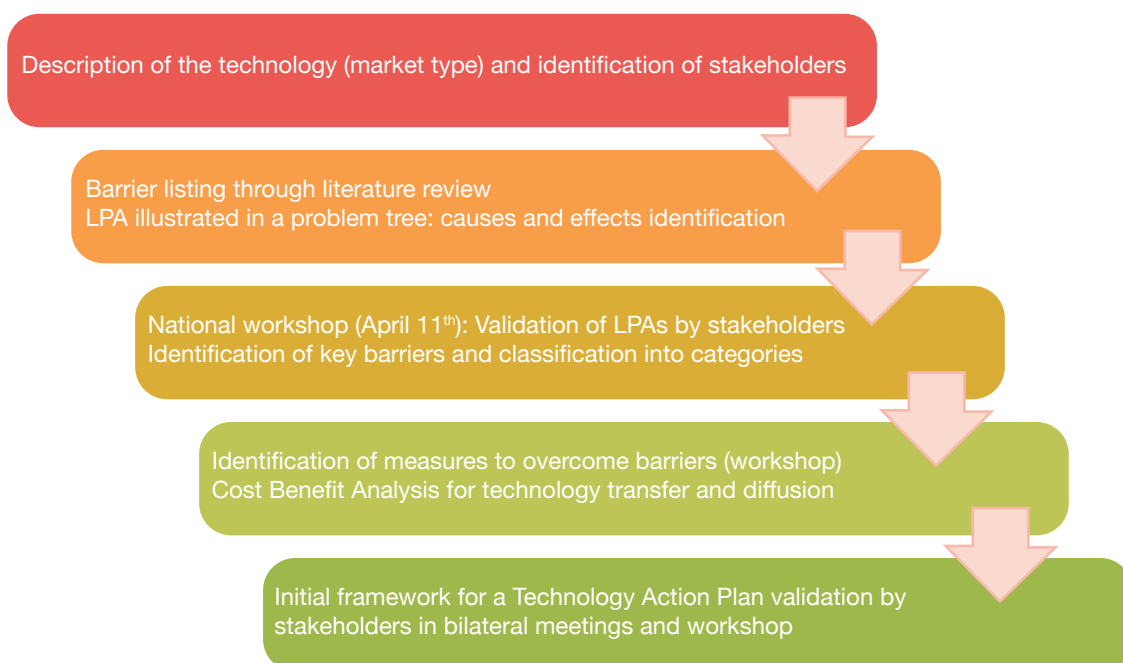 Description of the technology (market type) and identification of stakeholders
Barrier listing through literature review
LPA illustrated in a problem tree: causes and effects identification
National workshop (April 11th): Validation of LPAs by stakeholders
Identification of key barriers and classification into categories
Identification of measures to overcome barriers (workshop)
Cost Benefit Analysis for technology transfer and diffusion
Initial framework for a Technology Action Plan validation by
stakeholders in bilateral meetings and workshop